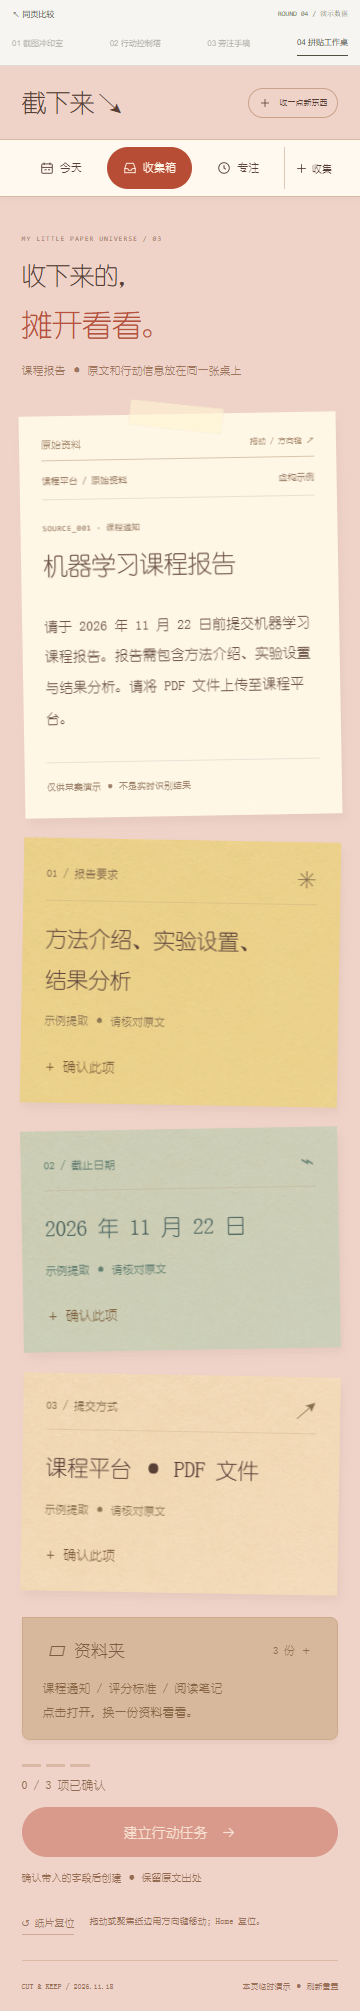 ↖ 同页比较
ROUND 04 / 演示数据
01 截图冲印室 02 行动控制塔 03 旁注手稿 04 拼贴工作桌
截下来
+ 收一点新东西
今天 收集箱 专注 + 收集
MY LITTLE PAPER UNIVERSE / 03
收下来的,
摊开看看。
课程报告 ● 原文和行动信息放在同一张桌上
原始资料 拖动 / 方向键 ↗
课程平台 / 原始资料 虚构示例
SOURCE_001 · 课程通知
机器学习课程报告
请于 2026 年 11 月 22 日前提交机器学习
课程报告。报告需包含方法介绍、实验设置
与结果分析。请将 PDF 文件上传至课程平
台。
仅供早集演示 ● 不是实时识别结果
01 / 报告要求
方法介绍、实验设置、
结果分析
示例提取 ● 请核对原文
+ 确认此项
02 / 截止日期
2026 年 11 月 22 日
示例提取 ● 请核对原文
+ 确认此项
03 / 提交方式
课程平台 ● PDF 文件
示例提取 ● 请核对原文
+ 确认此项
资料夹 3 份 +
课程通知 / 评分标准 / 阅读笔记
点击打开，换一份资料看看。
0 / 3 项已确认
建立行动任务 →
确认带入的字段后创建 ● 保留原文出处
↺ 纸片复位 拖动或聚焦纸边用方向键移动; Home 复位。
CUT & KEEP / 2026.11.18 本页临时演示 ● 刷新重置